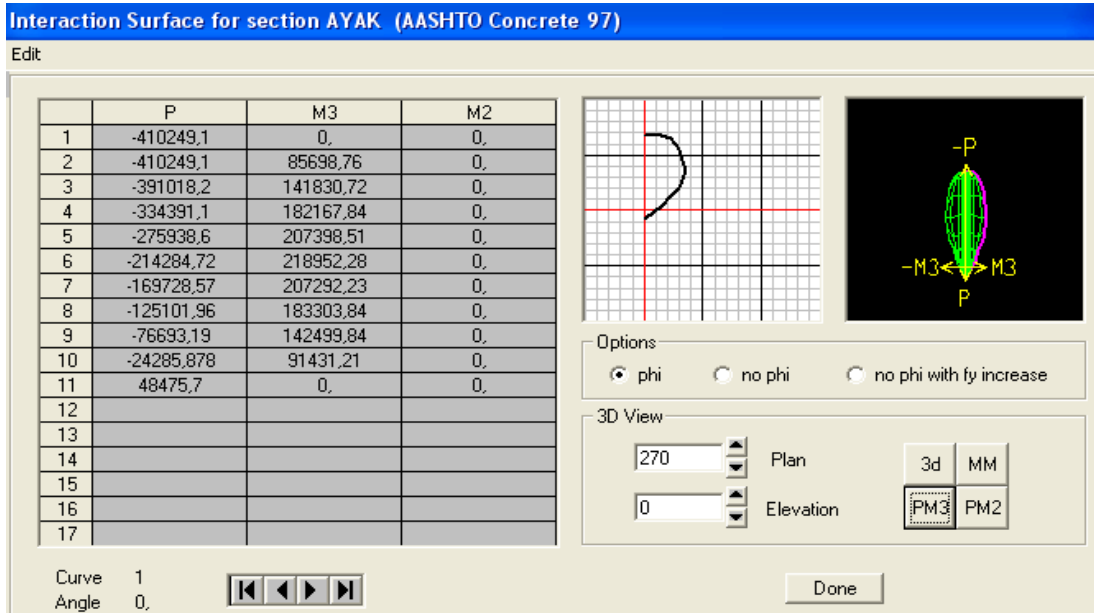 Interaction Surface for section AYAK (AASHTO Concrete 97)
Edit
P M3 M2
1 -410249,1 0, 0,
2 -410249,1 85698,76 0,
3 -391018,2 141830,72 0,
4 -334391,1 182167,84 0,
5 -275938,6 207398,51 0,
6 -214284,72 218952,28 0,
7 -169728,57 207292,23 0,
8 -125101,96 183303,84 0,
9 -76693,19 142499,84 0,
10 -24285,878 91431,21 0,
11 48475,7 0, 0,
12
13
14
15
16
17
-P
-M3 M3
P
Options
phi no phi no phi with fy increase
3D View
270 Plan
0 Elevation
3d MM
PM3 PM2
Curve 1
Angle 0,
Done